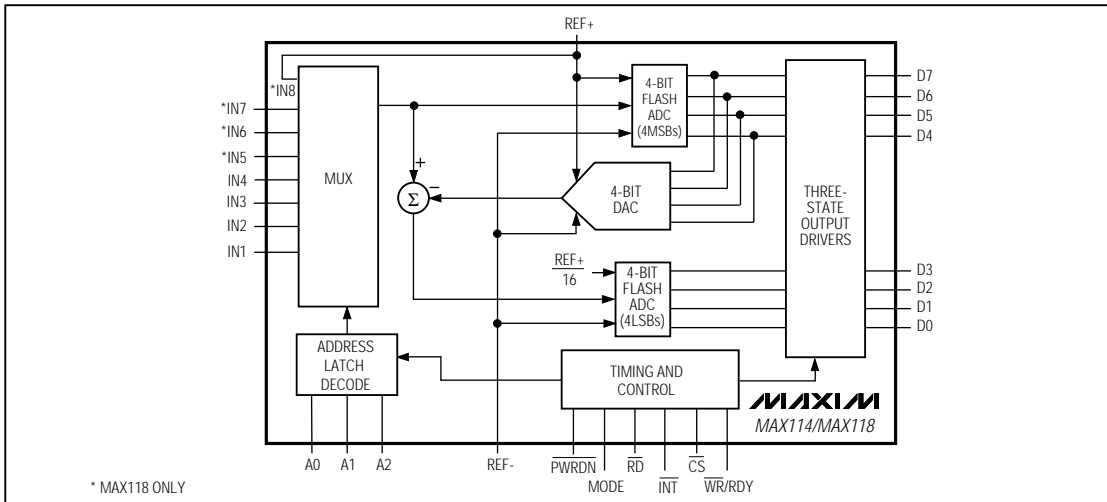 REF+
*IN8
*IN7
*IN6
*IN5
IN4
IN3
IN2
IN1
MUX
4-BIT
FLASH
ADC
(4MSBs)
D7
D6
D5
D4
+
−
Σ
4-BIT
DAC
THREE-
STATE
OUTPUT
DRIVERS
REF+
16
4-BIT
FLASH
ADC
(4LSBs)
D3
D2
D1
D0
ADDRESS
LATCH
DECODE
TIMING AND
CONTROL
MAXIM
MAX114/MAX118
A0 A1 A2 REF- PWRDN RD CS
MODE INT WR/RDY
* MAX118 ONLY